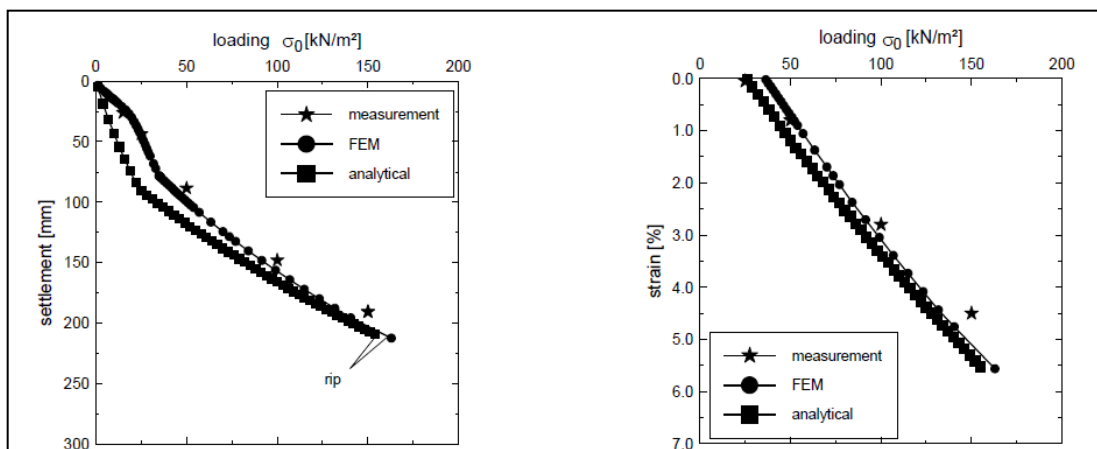 loading σ0 [kN/m²]
0 50 100 150 200
0
50
100
150
200
250
300
settlement [mm]
measurement
FEM
analytical
rip
loading σ0 [kN/m²]
0 50 100 150 200
0.0
1.0
2.0
3.0
4.0
5.0
6.0
7.0
strain [%]
measurement
FEM
analytical